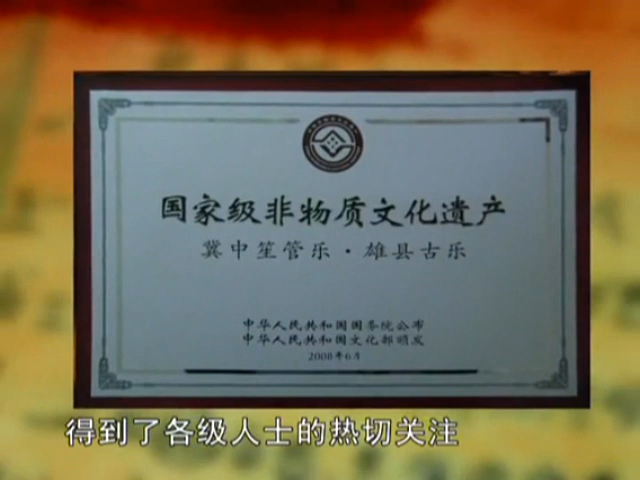 国家级非物质文化遗产
冀中笙管乐·雄县古乐
中华人民共和国国务院公布
中华人民共和国文化部颁发
2008年6月
得到了各级人士的热切关注